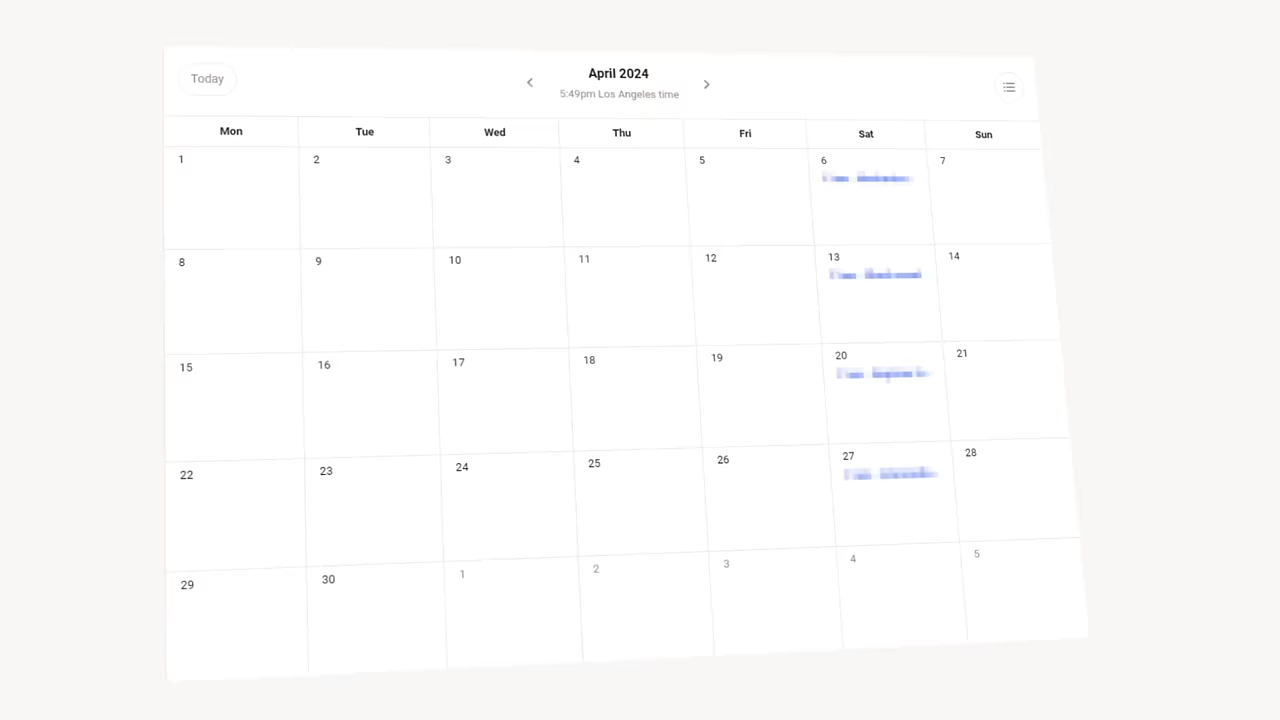 Today
April 2024
5:49pm Los Angeles time
Mon Tue Wed Thu Fri Sat Sun
1 2 3 4 5 6 7
8 9 10 11 12 13 14
15 16 17 18 19 20 21
22 23 24 25 26 27 28
29 30 1 2 3 4 5